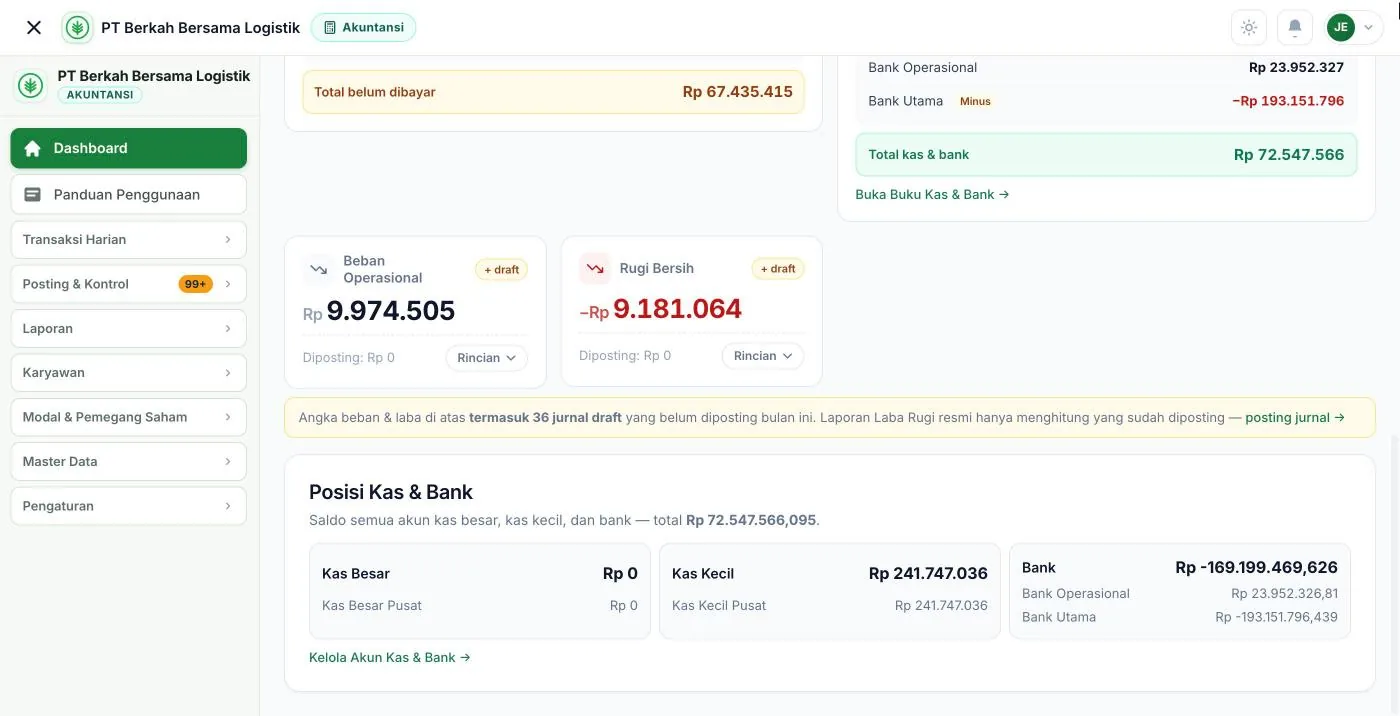 PT Berkah Bersama Logistik
Akuntansi
JE
PT Berkah Bersama Logistik
AKUNTANSI
Dashboard
Panduan Penggunaan
Transaksi Harian
Posting & Kontrol 99+
Laporan
Karyawan
Modal & Pemegang Saham
Master Data
Pengaturan
Total belum dibayar Rp 67.435.415
Bank Operasional Rp 23.952.327
Bank Utama Minus −Rp 193.151.796
Total kas & bank Rp 72.547.566
Buka Buku Kas & Bank →
Beban
Operasional
+ draft
Rp 9.974.505
Diposting: Rp 0 Rincian
Rugi Bersih + draft
−Rp 9.181.064
Diposting: Rp 0 Rincian
Angka beban & laba di atas termasuk 36 jurnal draft yang belum diposting bulan ini. Laporan Laba Rugi resmi hanya menghitung yang sudah diposting — posting jurnal →
Posisi Kas & Bank
Saldo semua akun kas besar, kas kecil, dan bank — total Rp 72.547.566,095.
Kas Besar Rp 0
Kas Besar Pusat Rp 0
Kas Kecil Rp 241.747.036
Kas Kecil Pusat Rp 241.747.036
Bank Rp -169.199.469,626
Bank Operasional Rp 23.952.326,81
Bank Utama Rp -193.151.796,439
Kelola Akun Kas & Bank →